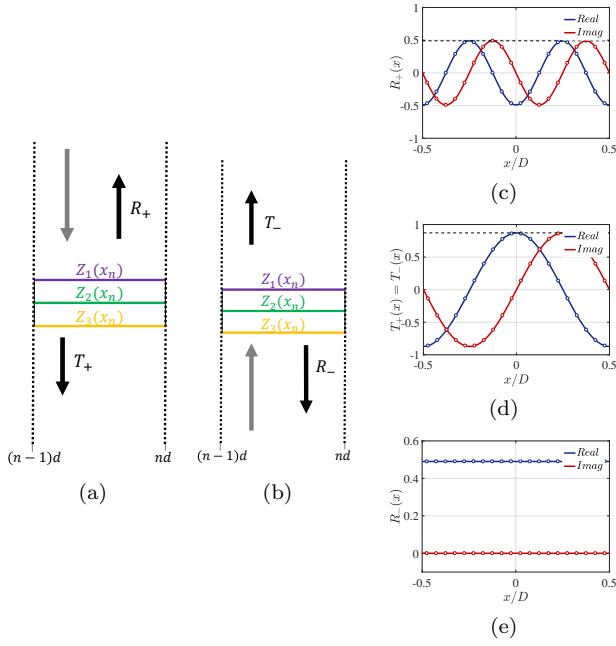 R₊
Z₁(xₙ)
Z₂(xₙ)
Z₃(xₙ)
T₊
(n − 1)d
nd
(a)
T₋
Z₁(xₙ)
Z₂(xₙ)
Z₃(xₙ)
R₋
(n − 1)d
nd
(b)
1
0.5
0
-0.5
-1
R₊(x)
Real
Imag
-0.5
0
0.5
x/D
(c)
1
0.5
0
-0.5
-1
T₊(x) = T₋(x)
Real
Imag
-0.5
0
0.5
x/D
(d)
0.6
0.4
0.2
0
R₋(x)
Real
Imag
-0.5
0
0.5
x/D
(e)